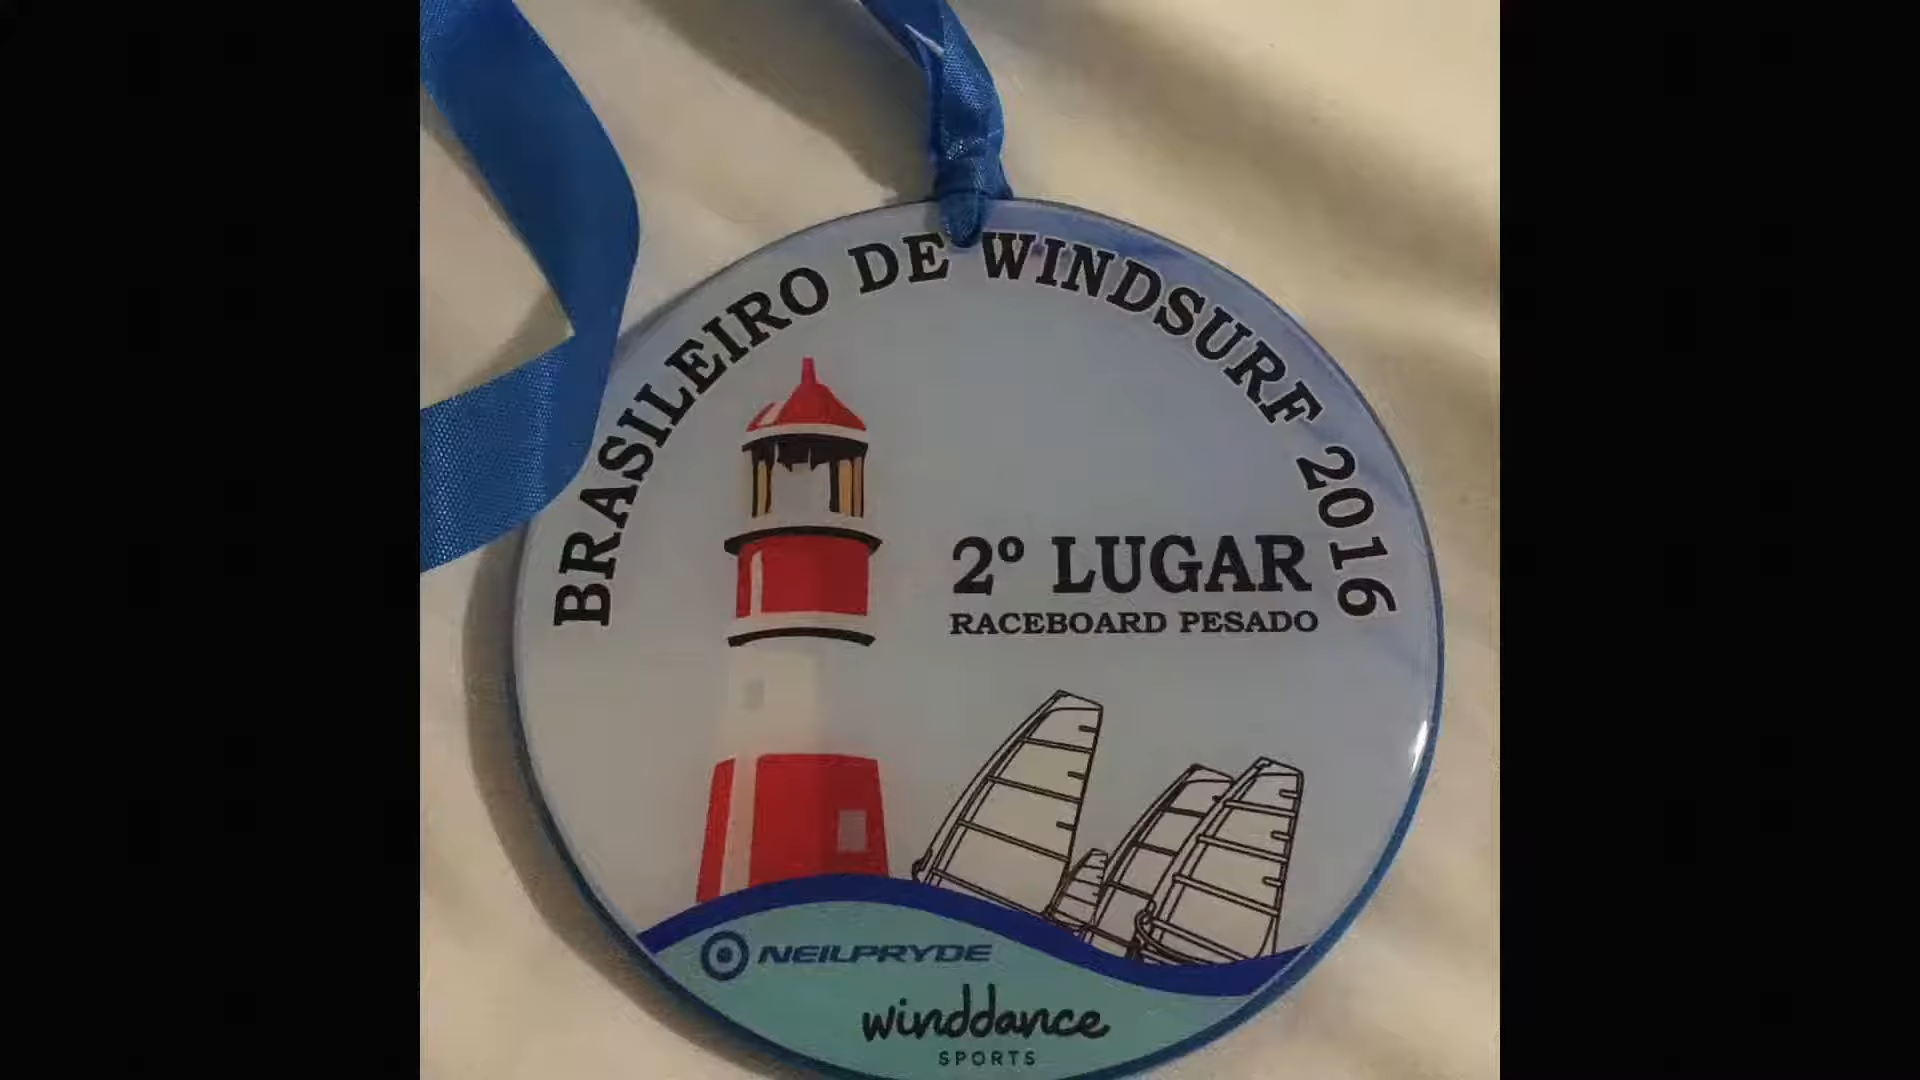 BRASILEIRO DE WINDSURF 2016
2º LUGAR
RACEBOARD PESADO
NEILPRYDE
winddance
SPORTS